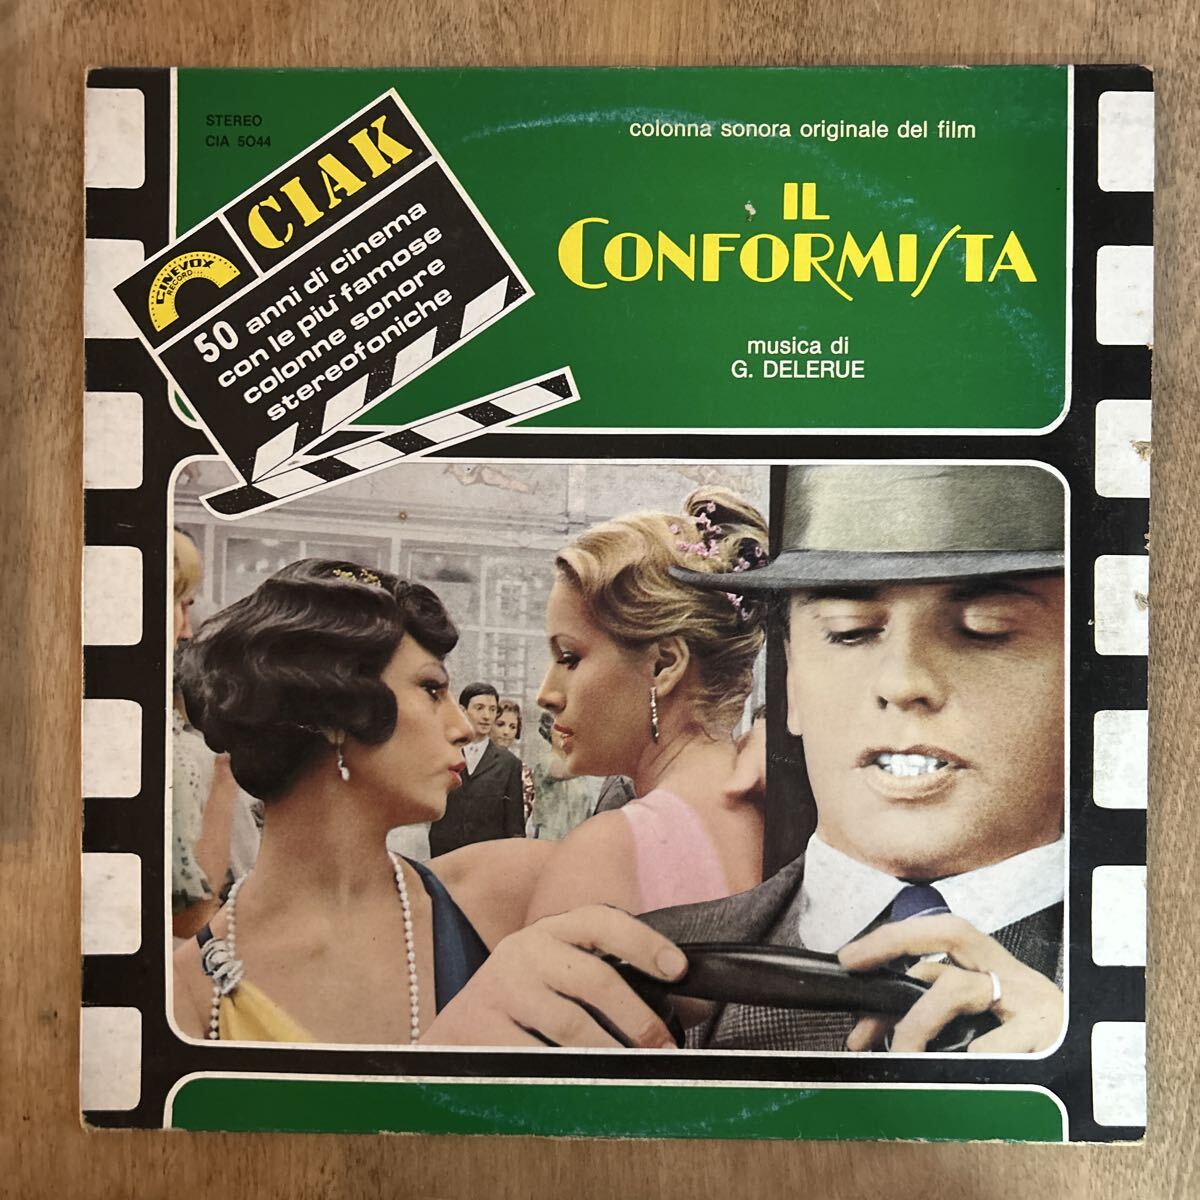 STEREO
CIA 5044
CIAK
CINEVOX
RECORD
50 anni di cinema
con le più famose
colonne sonore
stereofoniche
colonna sonora originale del film
IL
CONFORMISTA
musica di
G. DELERUE